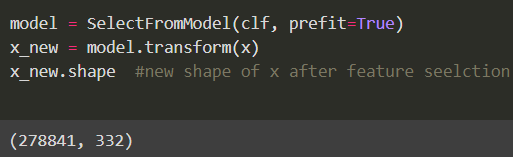 model = SelectFromModel(clf, prefit=True)
x_new = model.transform(x)
x_new.shape  #new shape of x after feature seelction
(278841, 332)